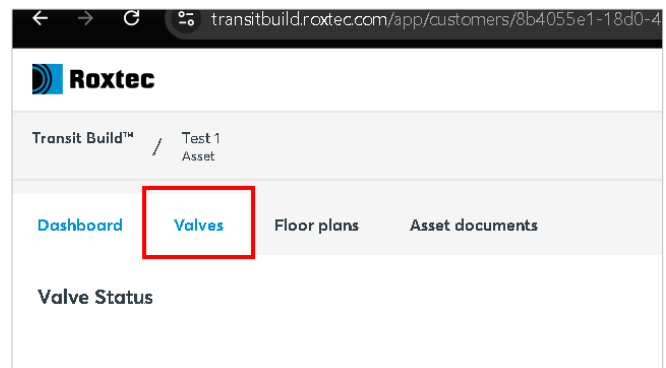 transitbuild.roxtec.com/app/customers/8b4055e1-18d0-4
Roxtec
Transit Build™ / Test 1
Asset
Dashboard Valves Floor plans Asset documents
Valve Status